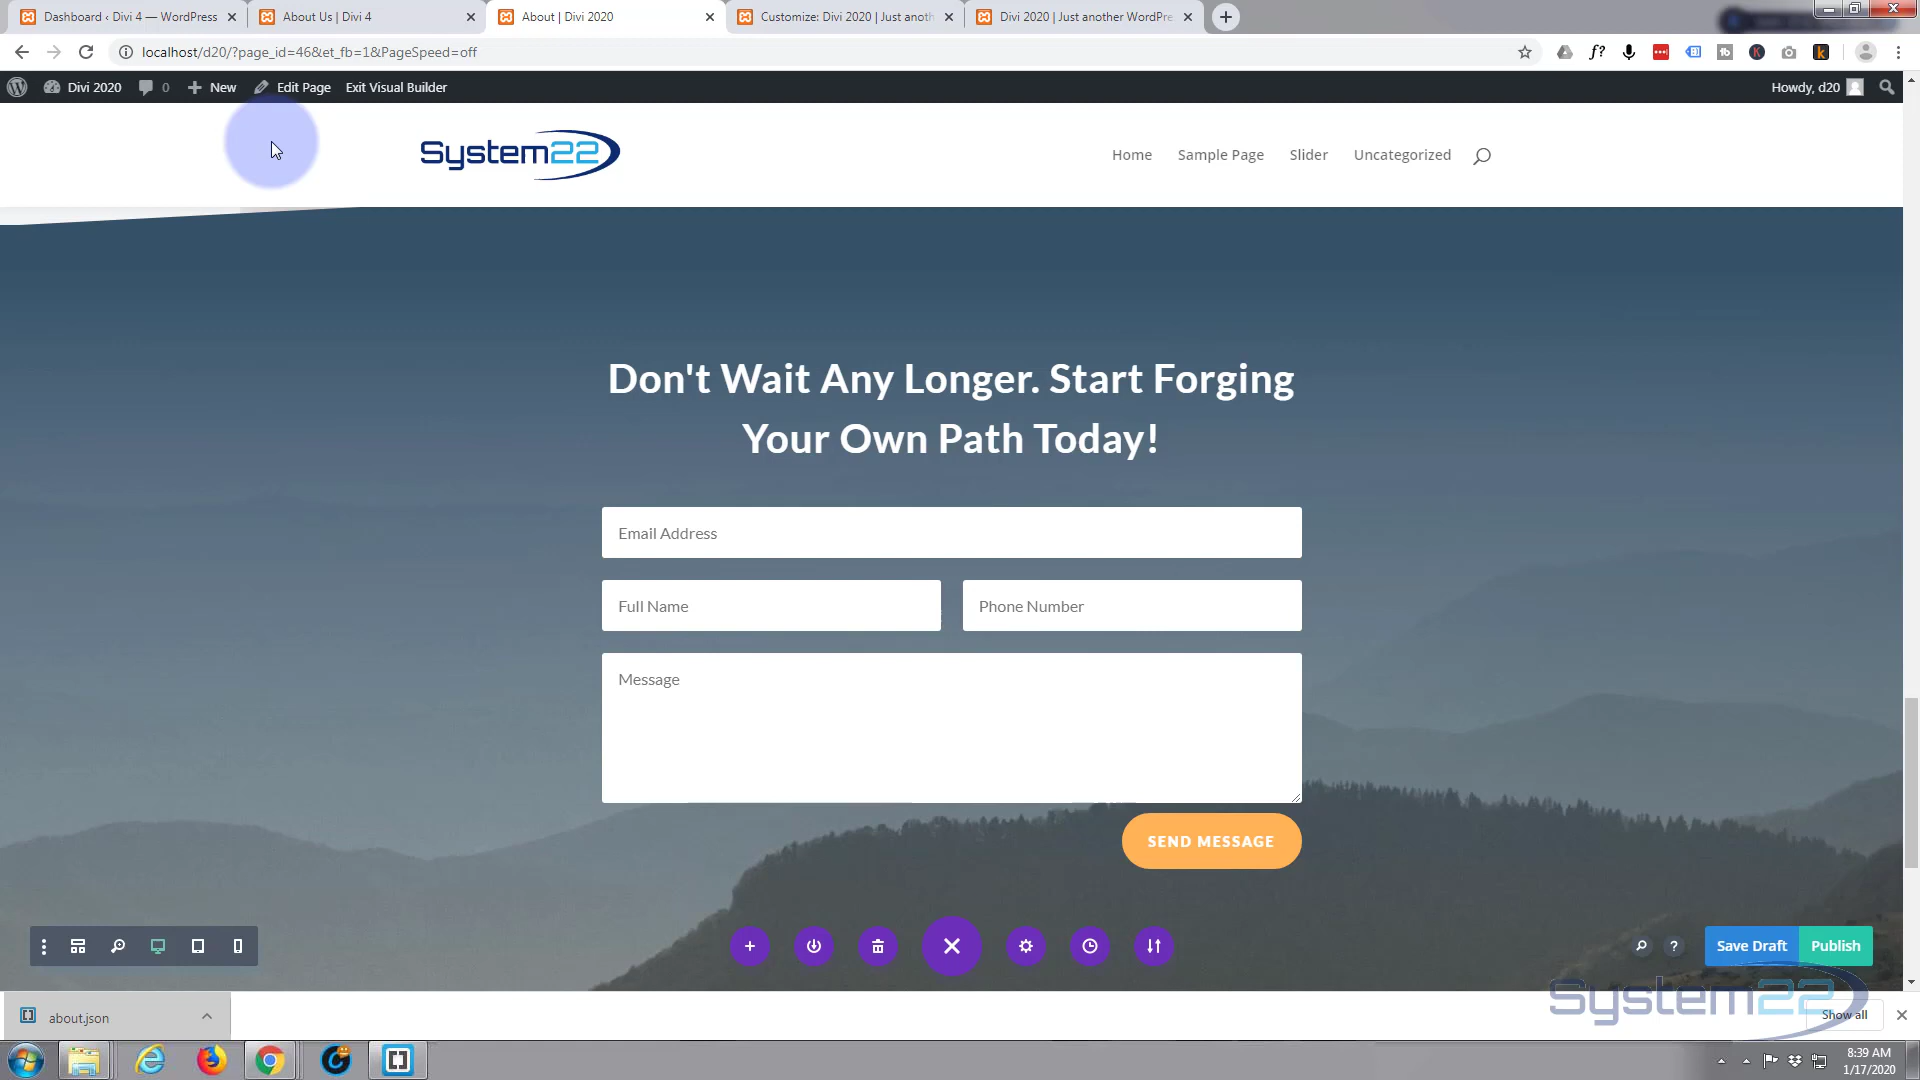 Dashboard ‹ Divi 4 — WordPress
About Us | Divi 4
About | Divi 2020
Customize: Divi 2020 | Just anoth
Divi 2020 | Just another WordPre
localhost/d20/?page_id=46&et_fb=1&PageSpeed=off
Divi 2020
0
New
Edit Page
Exit Visual Builder
Howdy, d20
System22
Home
Sample Page
Slider
Uncategorized
Don't Wait Any Longer. Start Forging
Your Own Path Today!
Email Address
Full Name
Phone Number
Message
SEND MESSAGE
?
Save Draft
Publish
about.json
System22
Show all
8:39 AM
1/17/2020